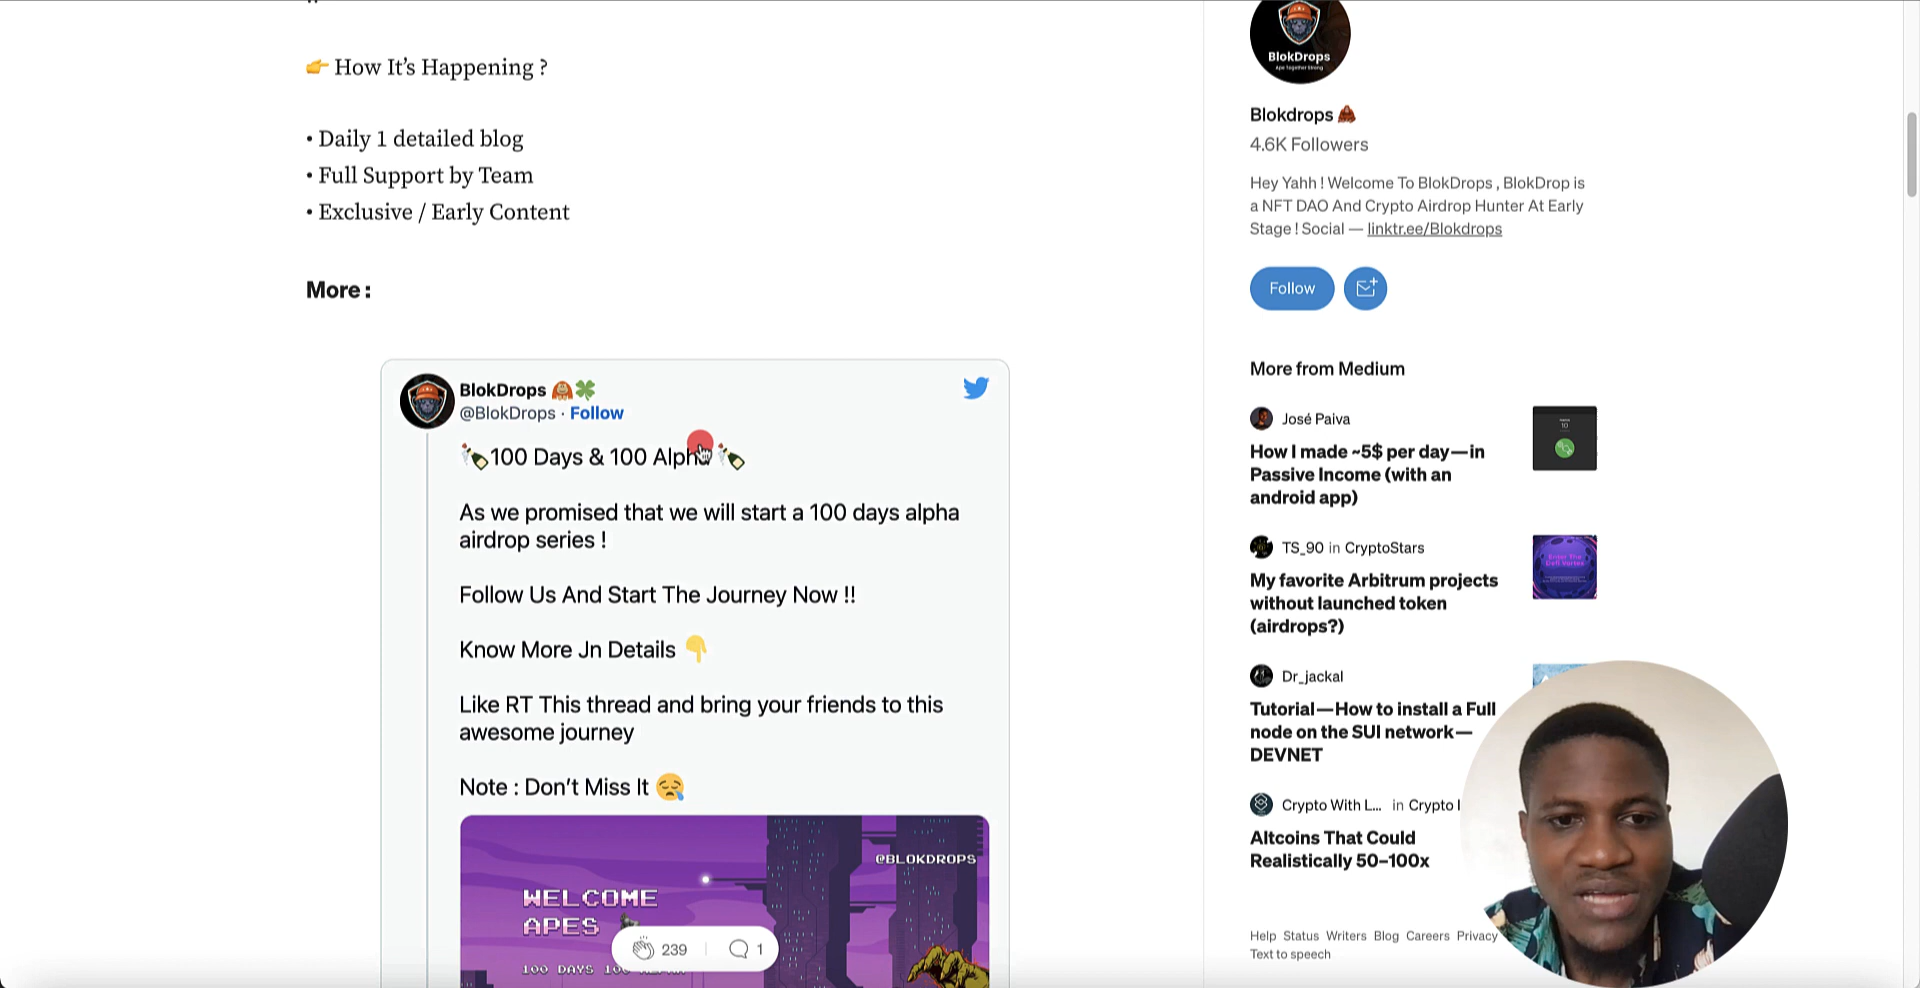 👉 How It's Happening ?
• Daily 1 detailed blog
• Full Support by Team
• Exclusive / Early Content
More :
BlokDrops
@BlokDrops · Follow
🍾100 Days & 100 Alpha🍾
As we promised that we will start a 100 days alpha
airdrop series !
Follow Us And Start The Journey Now !!
Know More Jn Details 👇
Like RT This thread and bring your friends to this
awesome journey
Note : Don't Miss It 😪
@BLOKDROPS
WELCOME
APES
100 DAYS
239
1
BlokDrops
Ape Together Strong
Blokdrops
4.6K Followers
Hey Yahh ! Welcome To BlokDrops , BlokDrop is
a NFT DAO And Crypto Airdrop Hunter At Early
Stage ! Social — linktr.ee/Blokdrops
Follow
More from Medium
José Paiva
How I made ~5$ per day—in
Passive Income (with an
android app)
TS_90 in CryptoStars
My favorite Arbitrum projects
without launched token
(airdrops?)
Dr_jackal
Tutorial—How to install a Full
node on the SUI network—
DEVNET
Crypto With L... in Crypto
Altcoins That Could
Realistically 50–100x
Help Status Writers Blog Careers Privacy
Text to speech